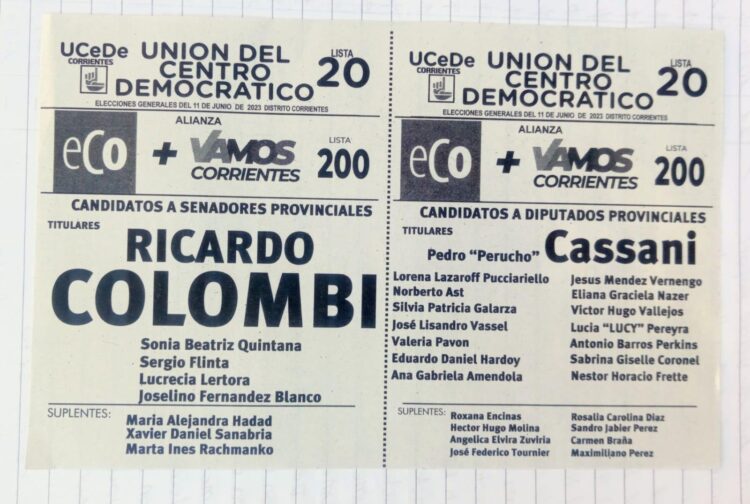 UCeDe
CORRIENTES
UNION DEL
CENTRO
DEMOCRATICO
LISTA
20
ELECCIONES GENERALES DEL 11 DE JUNIO DE 2023 DISTRITO CORRIENTES
ALIANZA
eco + VAMOS
CORRIENTES
LISTA
200
CANDIDATOS A SENADORES PROVINCIALES
TITULARES
RICARDO
COLOMBI
Sonia Beatriz Quintana
Sergio Flinta
Lucrecia Lertora
Joselino Fernandez Blanco
SUPLENTES:
Maria Alejandra Hadad
Xavier Daniel Sanabria
Marta Ines Rachmanko
UCeDe
CORRIENTES
UNION DEL
CENTRO
DEMOCRATICO
LISTA
20
ELECCIONES GENERALES DEL 11 DE JUNIO DE 2023 DISTRITO CORRIENTES
ALIANZA
eco + VAMOS
CORRIENTES
LISTA
200
CANDIDATOS A DIPUTADOS PROVINCIALES
TITULARES
Pedro “Perucho” Cassani
Lorena Lazaroff Pucciariello
Norberto Ast
Silvia Patricia Galarza
José Lisandro Vassel
Valeria Pavon
Eduardo Daniel Hardoy
Ana Gabriela Amendola
Jesus Mendez Vernengo
Eliana Graciela Nazer
Victor Hugo Vallejos
Lucia “LUCY” Pereyra
Antonio Barros Perkins
Sabrina Giselle Coronel
Nestor Horacio Frette
SUPLENTES:
Roxana Encinas
Hector Hugo Molina
Angelica Elvira Zuviria
José Federico Tournier
Rosalia Carolina Diaz
Sandro Jabier Perez
Carmen Braña
Maximiliano Perez